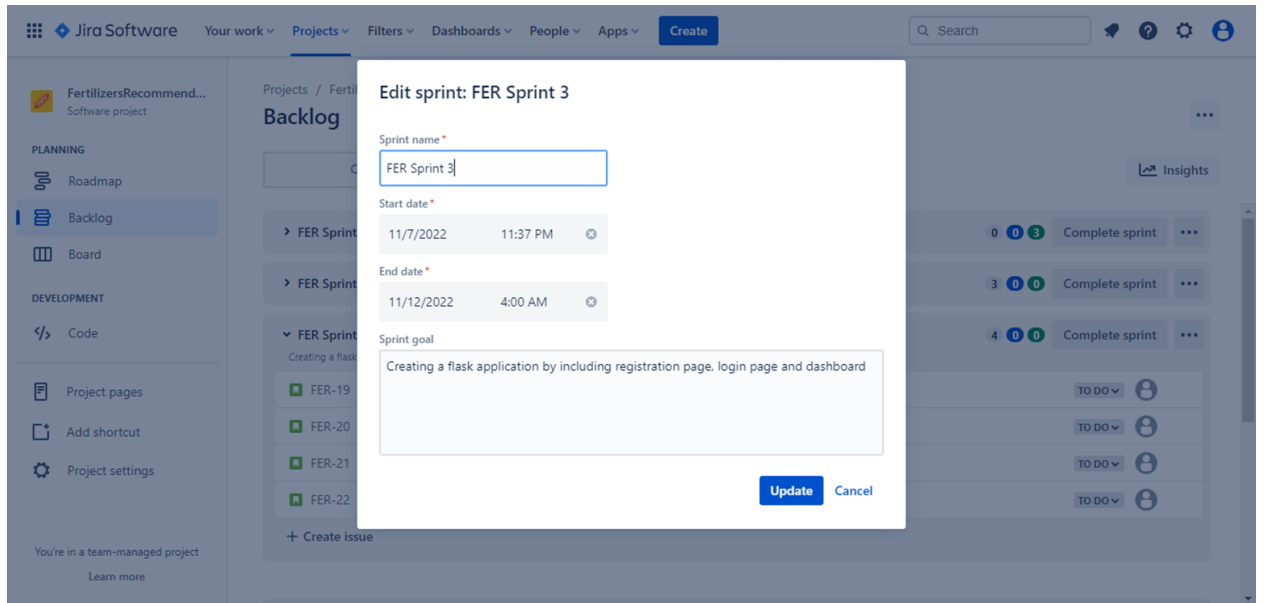 Jira Software Your work Projects Filters Dashboards People Apps Create Search
FertilizersRecommend...
Software project
PLANNING
Roadmap
Backlog
Board
DEVELOPMENT
Code
Project pages
Add shortcut
Project settings
You're in a team-managed project
Learn more
Projects / Fertil
Backlog
Insights
FER Sprint 0 0 3 Complete sprint
FER Sprint 3 0 0 Complete sprint
FER Sprint 4 0 0 Complete sprint
Creating a flask
FER-19 TO DO
FER-20 TO DO
FER-21 TO DO
FER-22 TO DO
+ Create issue
Edit sprint: FER Sprint 3
Sprint name *
FER Sprint 3
Start date *
11/7/2022 11:37 PM
End date *
11/12/2022 4:00 AM
Sprint goal
Creating a flask application by including registration page, login page and dashboard
Update Cancel